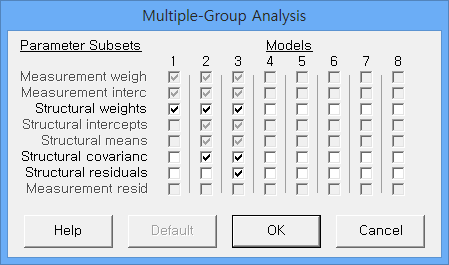 Multiple-Group Analysis
Parameter Subsets Models
1 2 3 4 5 6 7 8
Measurement weigh
Measurement interc
Structural weights
Structural intercepts
Structural means
Structural covarianc
Structural residuals
Measurement resid
Help Default OK Cancel